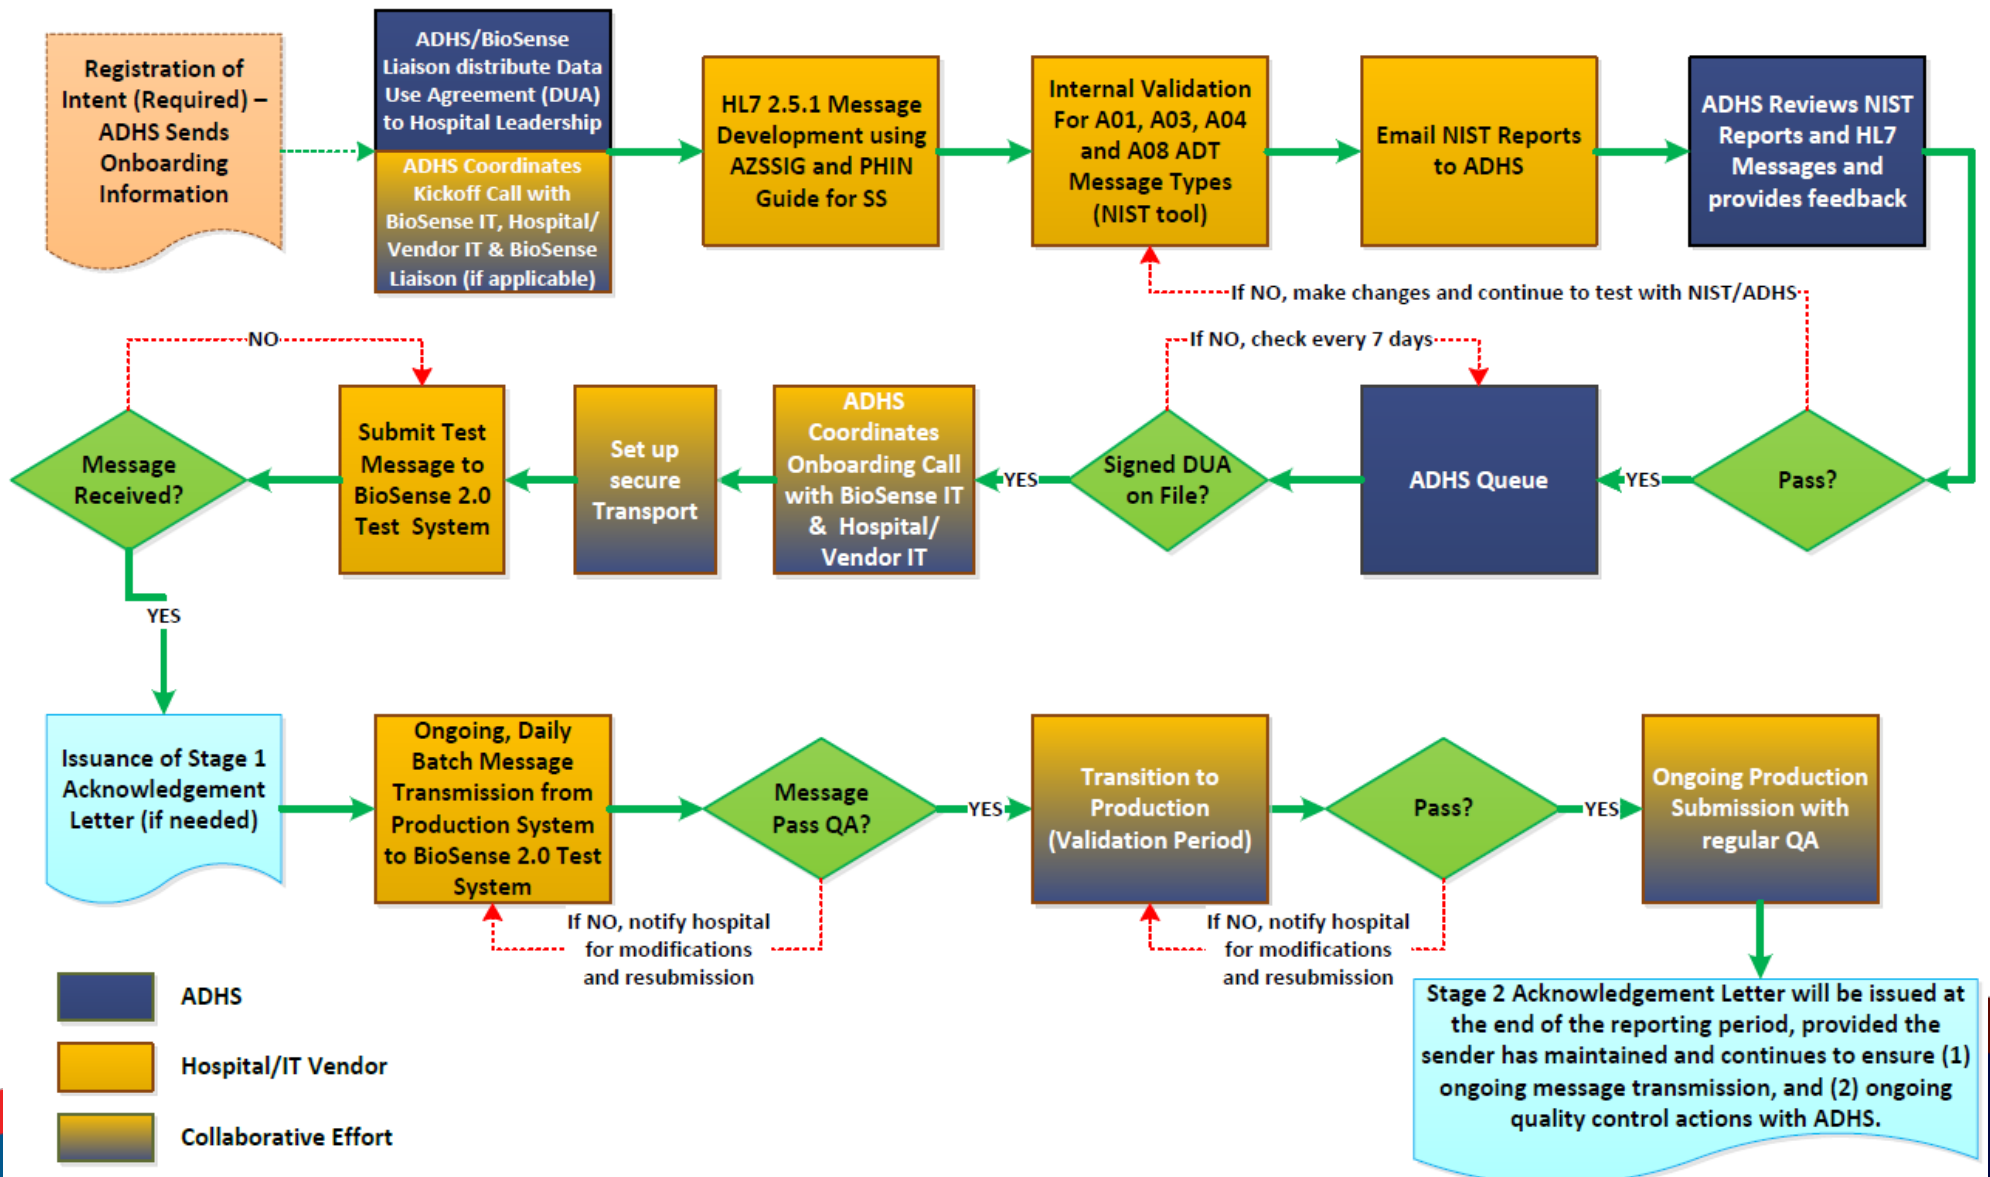 Registration of
Intent (Required) –
ADHS Sends
Onboarding
Information
ADHS/BioSense
Liaison distribute Data
Use Agreement (DUA)
to Hospital Leadership
ADHS Coordinates
Kickoff Call with
BioSense IT, Hospital/
Vendor IT & BioSense
Liaison (if applicable)
HL7 2.5.1 Message
Development using
AZSSIG and PHIN
Guide for SS
Internal Validation
For A01, A03, A04
and A08 ADT
Message Types
(NIST tool)
Email NIST Reports
to ADHS
ADHS Reviews NIST
Reports and HL7
Messages and
provides feedback
If NO, make changes and continue to test with NIST/ADHS
Pass?
YES
ADHS Queue
If NO, check every 7 days
Signed DUA
on File?
YES
ADHS
Coordinates
Onboarding Call
with BioSense IT
& Hospital/
Vendor IT
Set up
secure
Transport
Submit Test
Message to
BioSense 2.0
Test System
NO
Message
Received?
YES
Issuance of Stage 1
Acknowledgement
Letter (if needed)
Ongoing, Daily
Batch Message
Transmission from
Production System
to BioSense 2.0 Test
System
Message
Pass QA?
If NO, notify hospital
for modifications
and resubmission
YES
Transition to
Production
(Validation Period)
Pass?
If NO, notify hospital
for modifications
and resubmission
YES
Ongoing Production
Submission with
regular QA
Stage 2 Acknowledgement Letter will be issued at
the end of the reporting period, provided the
sender has maintained and continues to ensure (1)
ongoing message transmission, and (2) ongoing
quality control actions with ADHS.
ADHS
Hospital/IT Vendor
Collaborative Effort